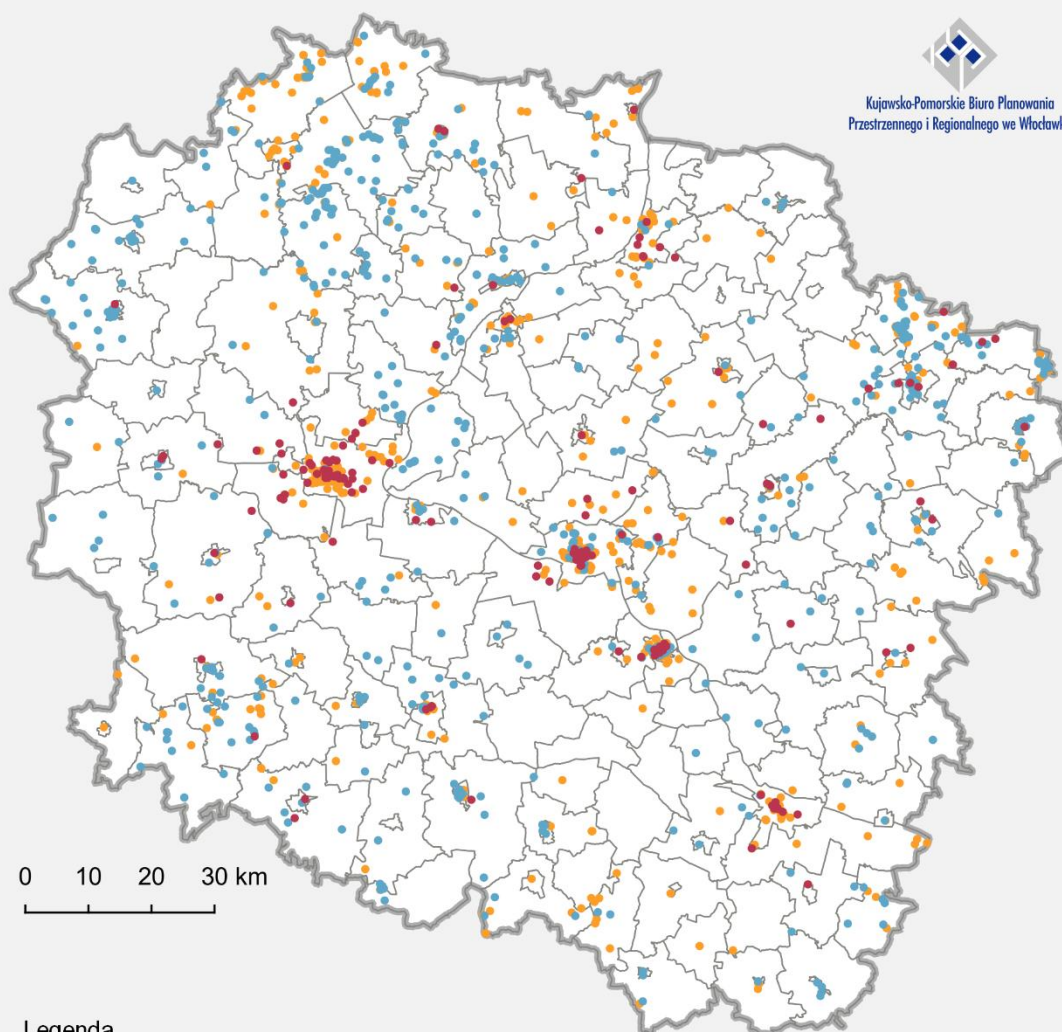 Kujawsko-Pomorskie Biuro Planowania
Przestrzennego i Regionalnego we Włocławk
0 10 20 30 km
Legenda